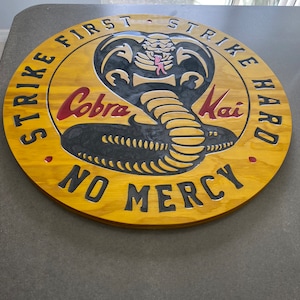 STRIKE FIRST · STRIKE HARD
Cobra Kai
· NO MERCY ·